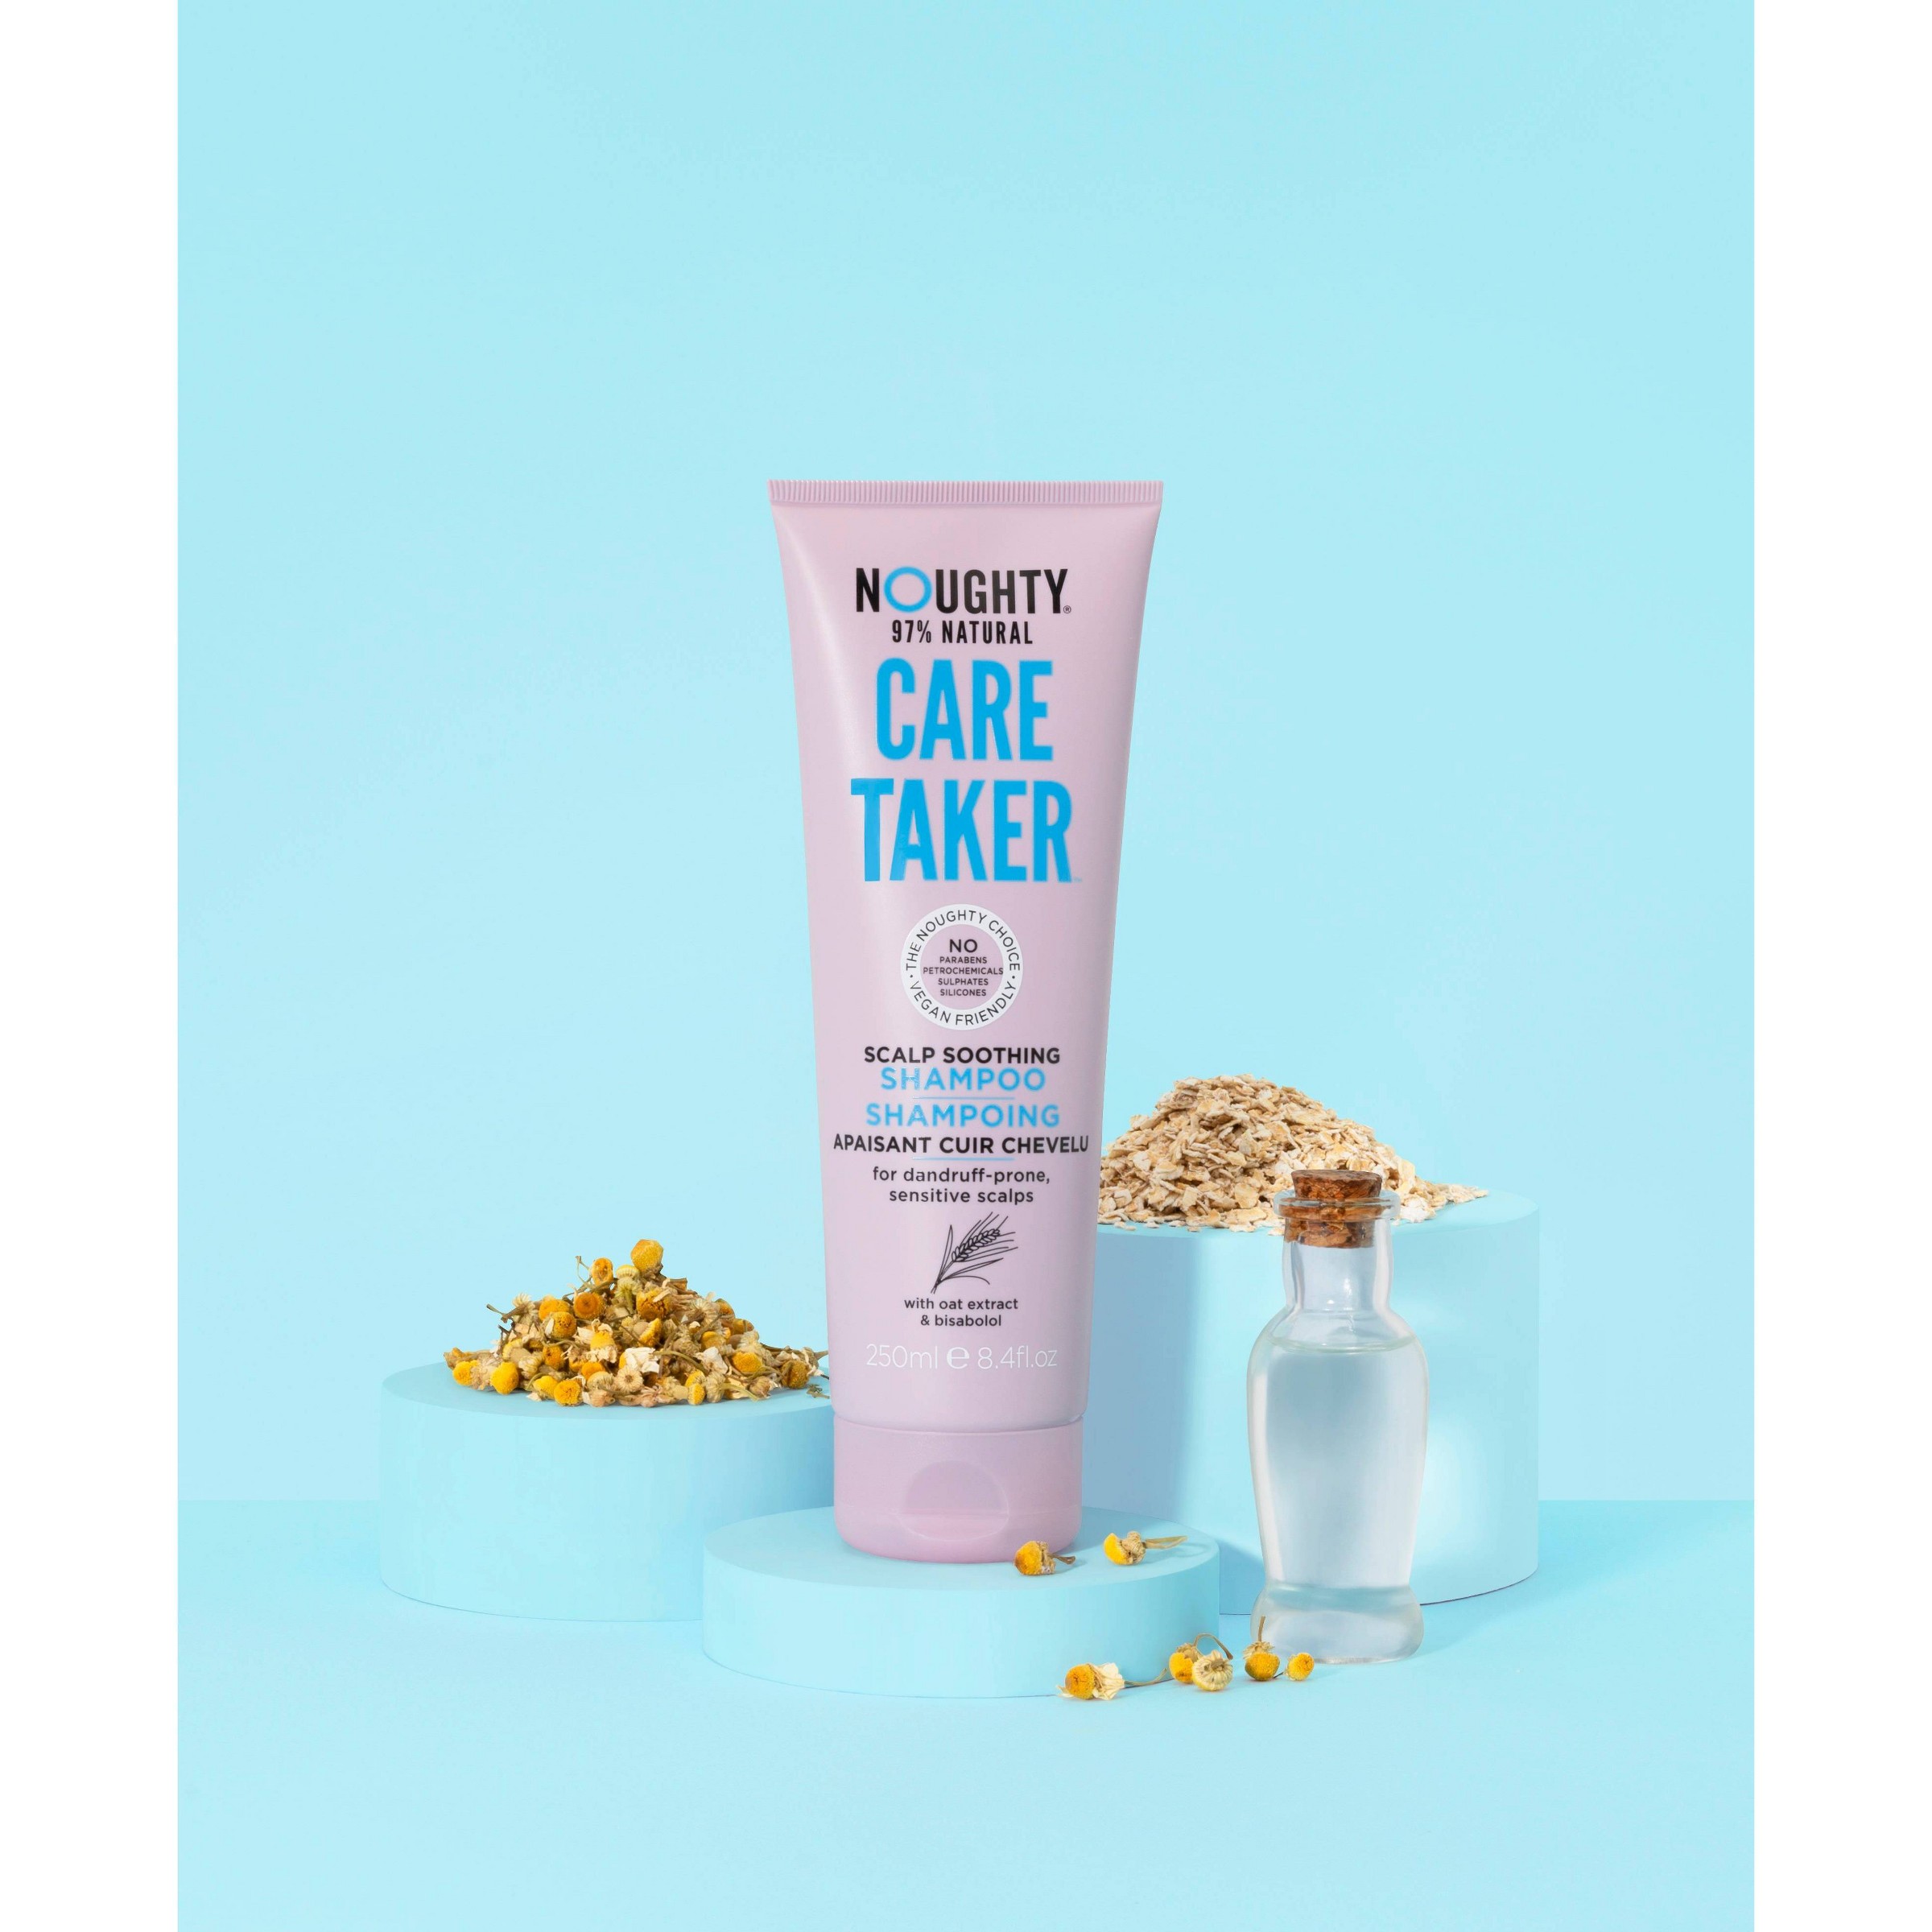 NOUGHTY®
97% NATURAL
CARE
TAKER™
THE NOUGHTY CHOICE
NO
PARABENS
PETROCHEMICALS
SULPHATES
SILICONES
• VEGAN FRIENDLY •
SCALP SOOTHING
SHAMPOO
SHAMPOING
APAISANT CUIR CHEVELU
for dandruff-prone,
sensitive scalps
with oat extract
& bisabolol
250ml ℮ 8.4fl.oz